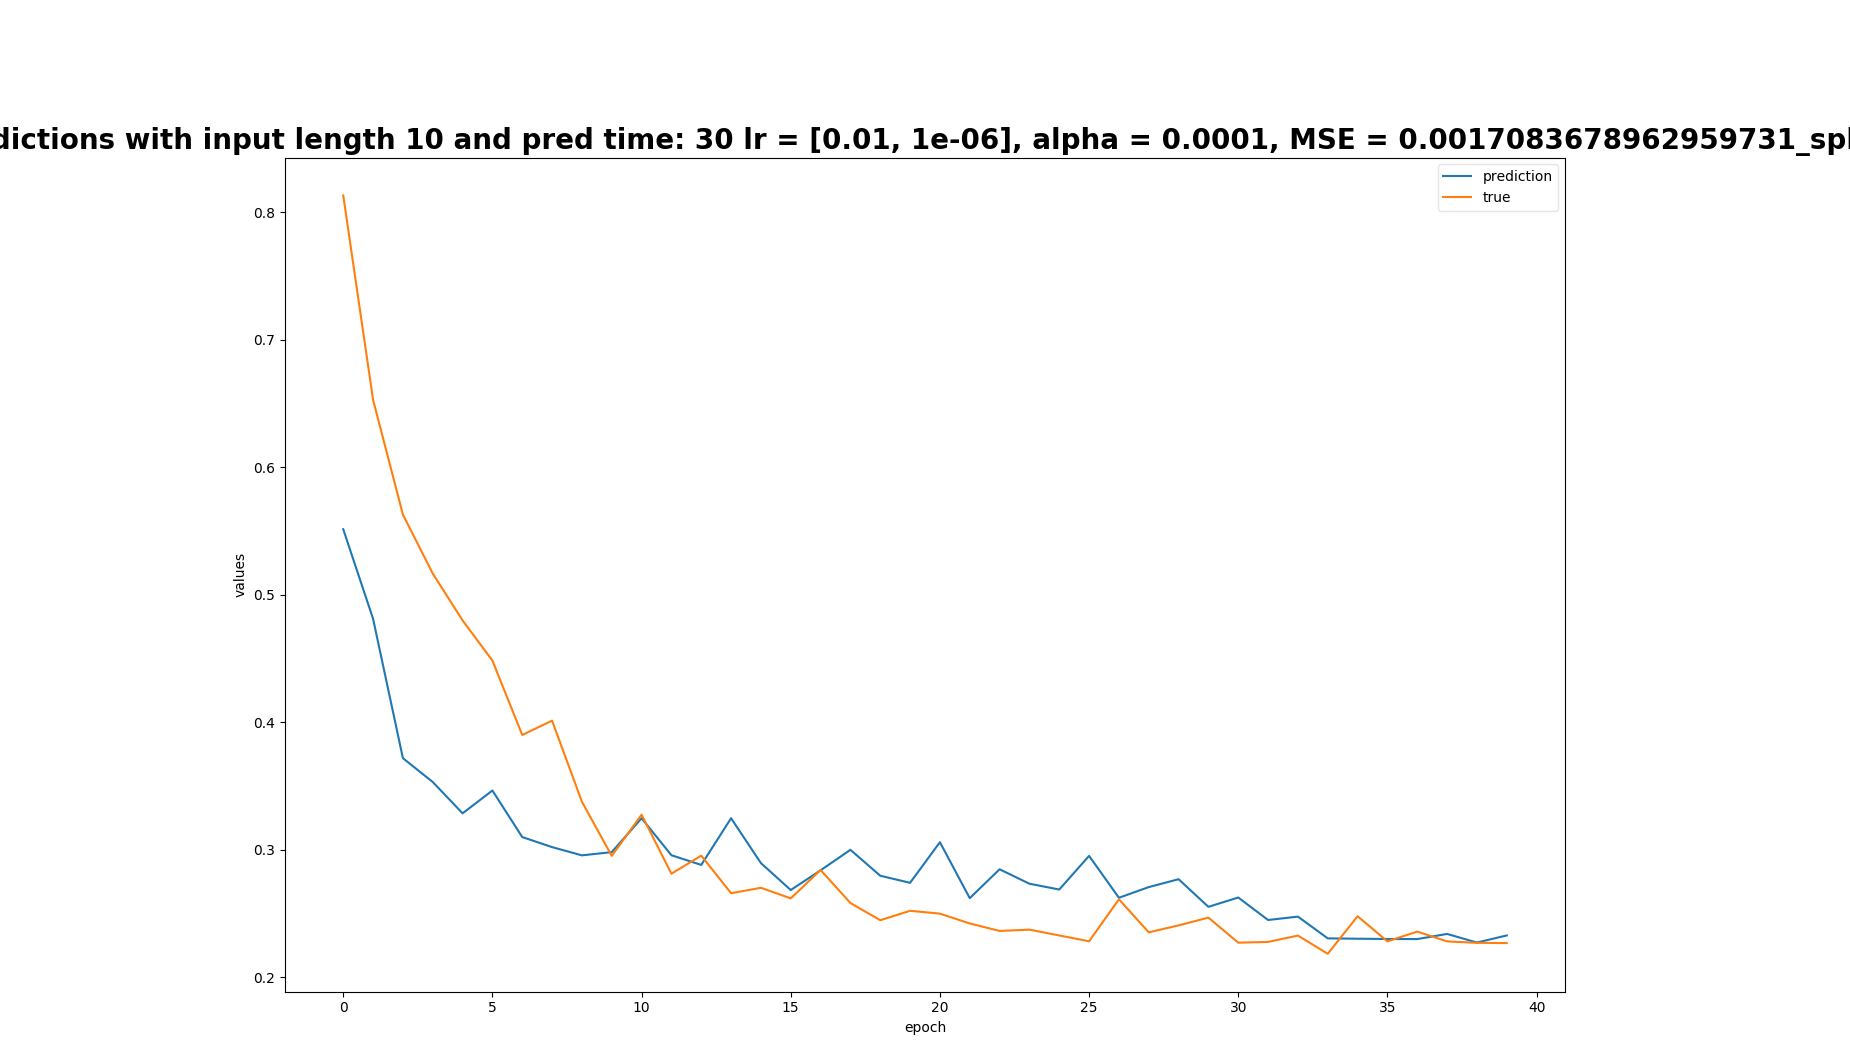 dictions with input length 10 and pred time: 30 lr = [0.01, 1e-06], alpha = 0.0001, MSE = 0.0017083678962959731_spl
prediction
true
0.8
0.7
0.6
0.5
0.4
0.3
0.2
values
0 5 10 15 20 25 30 35 40
epoch